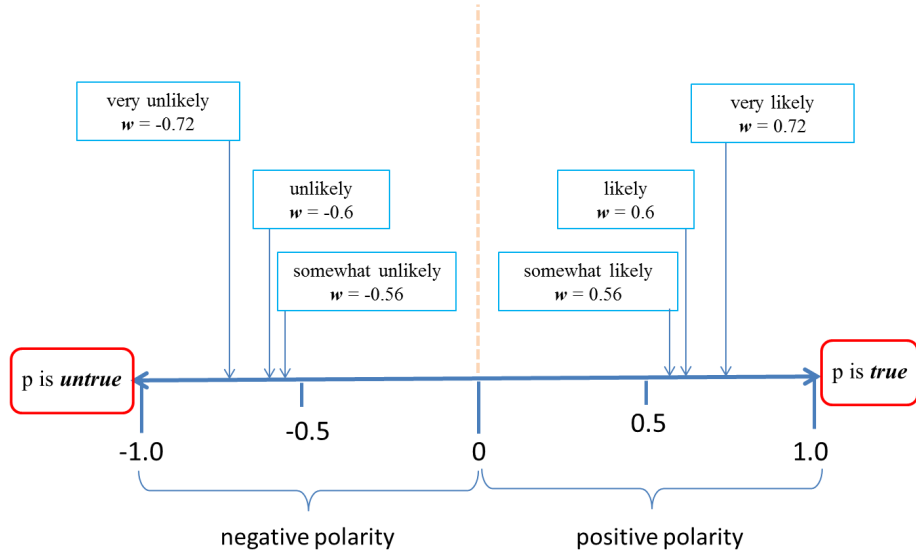 very unlikely
w = -0.72
very likely
w = 0.72
unlikely
w = -0.6
likely
w = 0.6
somewhat unlikely
w = -0.56
somewhat likely
w = 0.56
p is untrue
p is true
-1.0
-0.5
0
0.5
1.0
negative polarity
positive polarity